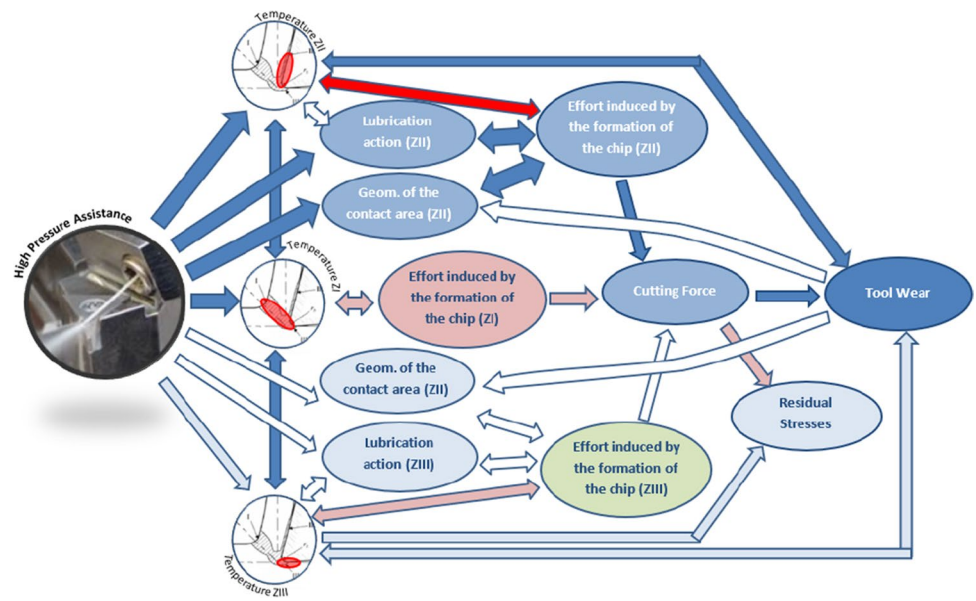 Temperature ZII
Effort induced by
the formation of
the chip (ZII)
Lubrication
action (ZII)
Geom. of the
contact area (ZII)
High Pressure Assistance
Temperature ZI
Effort induced by
the formation of
the chip (ZI)
Cutting Force
Tool Wear
Geom. of the
contact area (ZII)
Residual
Stresses
Lubrication
action (ZIII)
Effort induced by
the formation of
the chip (ZIII)
Temperature ZIII